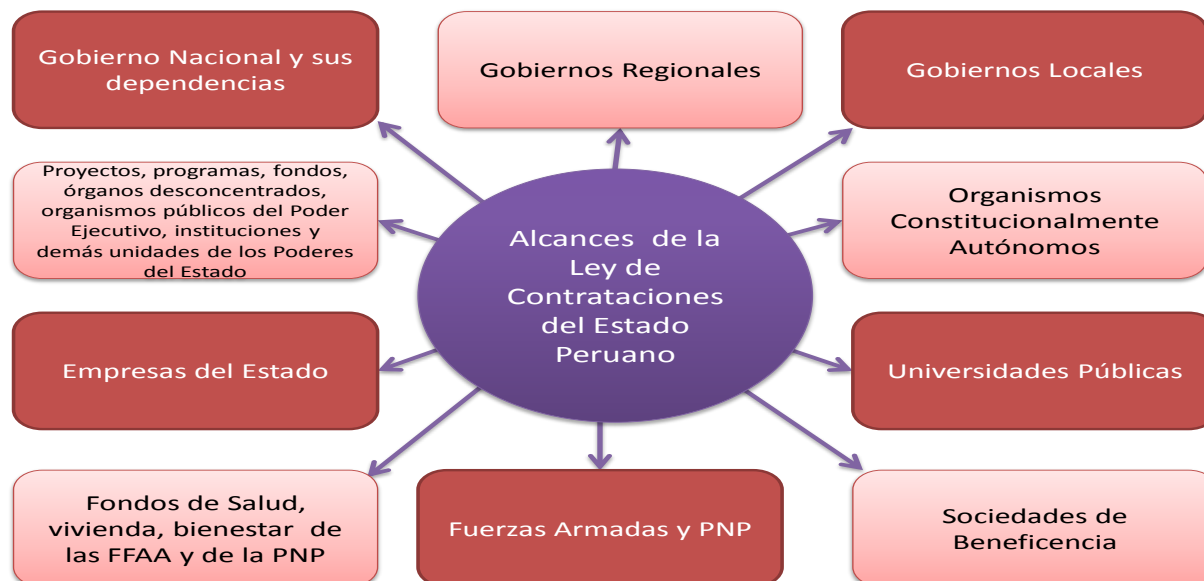 Gobierno Nacional y sus
dependencias
Gobiernos Regionales
Gobiernos Locales
Proyectos, programas, fondos,
órganos desconcentrados,
organismos públicos del Poder
Ejecutivo, instituciones y
demás unidades de los Poderes
del Estado
Alcances de la
Ley de
Contrataciones
del Estado
Peruano
Organismos
Constitucionalmente
Autónomos
Empresas del Estado
Universidades Públicas
Fondos de Salud,
vivienda, bienestar de
las FFAA y de la PNP
Fuerzas Armadas y PNP
Sociedades de
Beneficencia